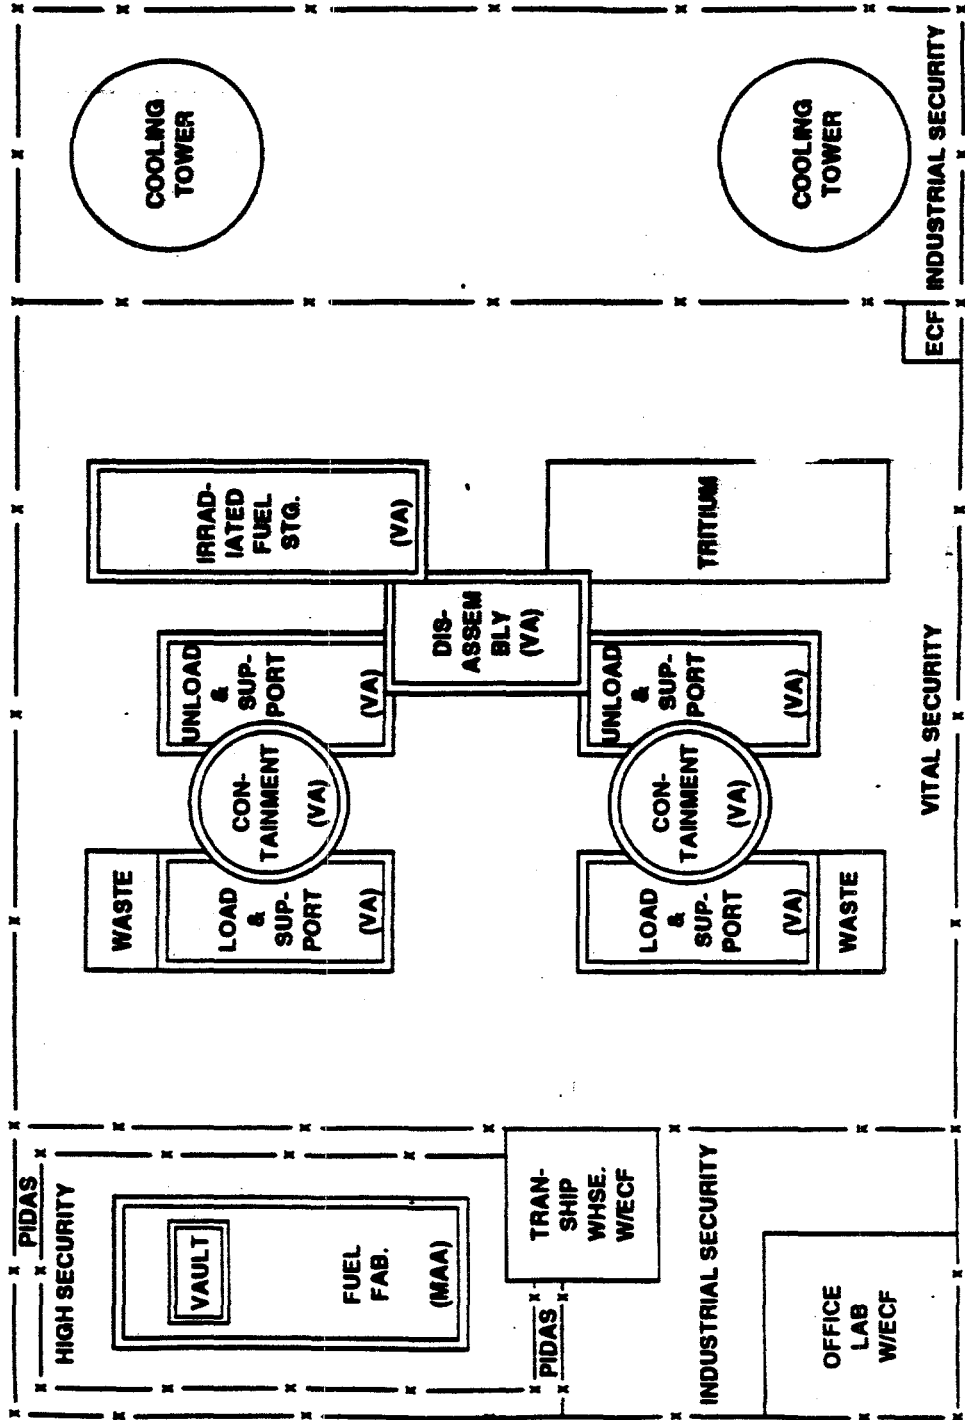 PIDAS
HIGH SECURITY
VAULT
FUEL
FAB.
(MAA)
PIDAS
TRAN-
SHIP
WHSE.
W/ECF
INDUSTRIAL SECURITY
OFFICE
LAB
W/ECF
WASTE
LOAD
&
SUP-
PORT
(VA)
CON-
TAINMENT
(VA)
UNLOAD
&
SUP-
PORT
(VA)
IRRAD-
IATED
FUEL
STG.
(VA)
DIS-
ASSEM
BLY
(VA)
LOAD
&
SUP-
PORT
(VA)
WASTE
CON-
TAINMENT
(VA)
UNLOAD
&
SUP-
PORT
(VA)
TRITIUM
VITAL SECURITY
ECF
COOLING
TOWER
COOLING
TOWER
INDUSTRIAL SECURITY